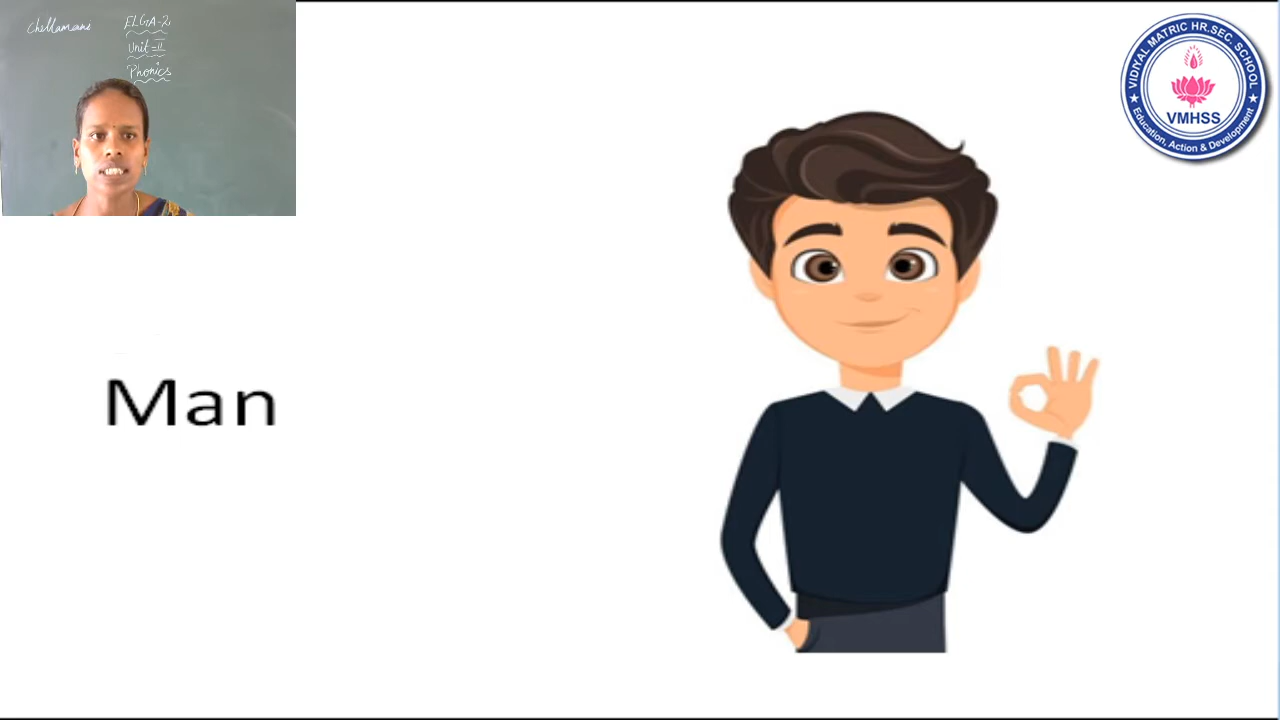 Chellamani
ELGA-2
Unit-II
Phonics
VIDIYAL MATRIC HR.SEC. SCHOOL
VMHSS
★ Education, Action & Development ★
Man